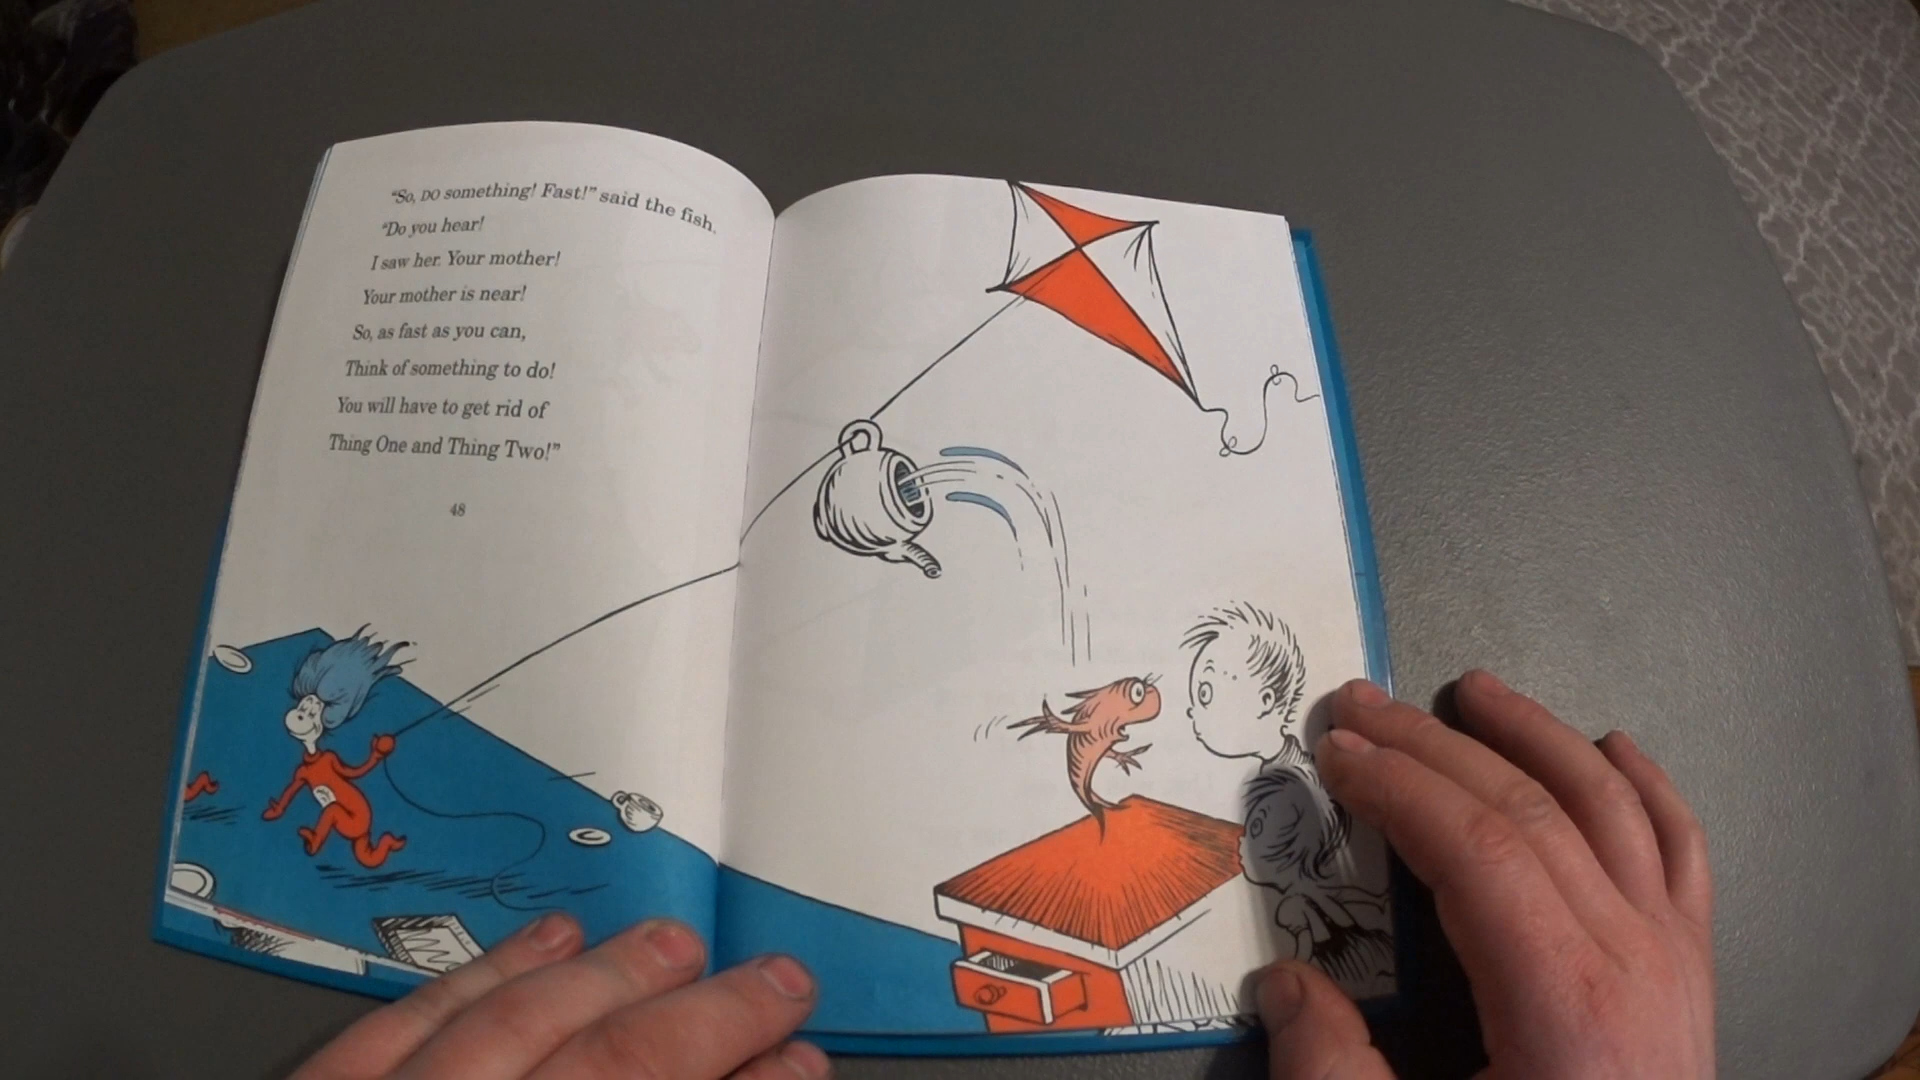 "So, DO something! Fast!" said the fish.
"Do you hear!
I saw her. Your mother!
Your mother is near!
So, as fast as you can,
Think of something to do!
You will have to get rid of
Thing One and Thing Two!"
48